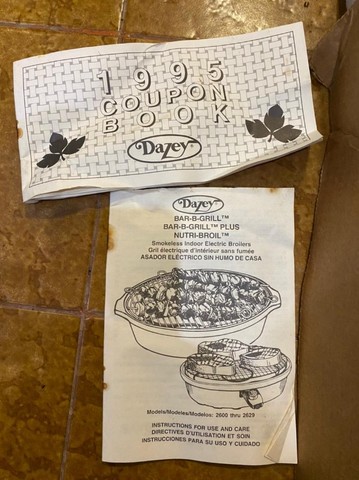 1995
COUPON
BOOK
Dazey
Dazey
BAR-B-GRILL™
BAR-B-GRILL™ PLUS
NUTRI-BROIL™
Smokeless Indoor Electric Broilers
Gril électrique d'intérieur sans fumée
ASADOR ELÉCTRICO SIN HUMO DE CASA
Models/Modeles/Modelos: 2600 thru 2629
INSTRUCTIONS FOR USE AND CARE
DIRECTIVES D'UTILISATION ET SOIN
INSTRUCCIONES PARA SU USO Y CUIDADO